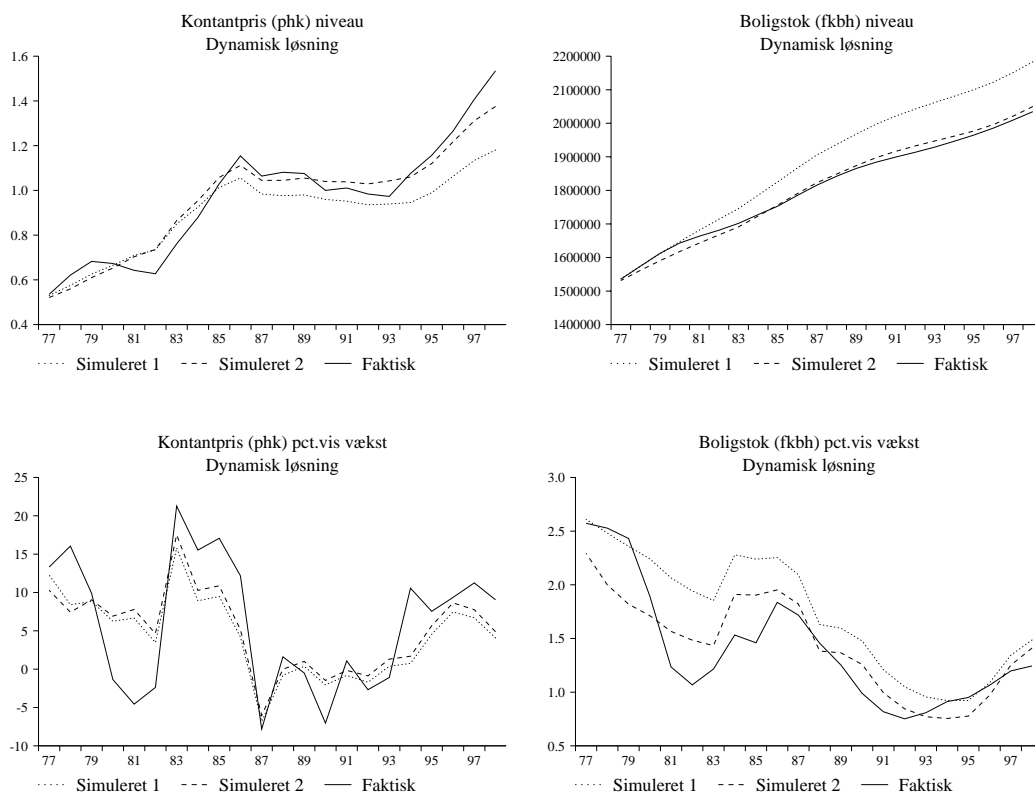 Kontantpris (phk) niveau
Dynamisk løsning
1.6
1.4
1.2
1.0
0.8
0.6
0.4
77 79 81 83 85 87 89 91 93 95 97
Simuleret 1 Simuleret 2 Faktisk
Boligstok (fkbh) niveau
Dynamisk løsning
2200000
2100000
2000000
1900000
1800000
1700000
1600000
1500000
1400000
77 79 81 83 85 87 89 91 93 95 97
Simuleret 1 Simuleret 2 Faktisk
Kontantpris (phk) pct.vis vækst
Dynamisk løsning
25
20
15
10
5
0
-5
-10
77 79 81 83 85 87 89 91 93 95 97
Simuleret 1 Simuleret 2 Faktisk
Boligstok (fkbh) pct.vis vækst
Dynamisk løsning
3.0
2.5
2.0
1.5
1.0
0.5
77 79 81 83 85 87 89 91 93 95 97
Simuleret 1 Simuleret 2 Faktisk